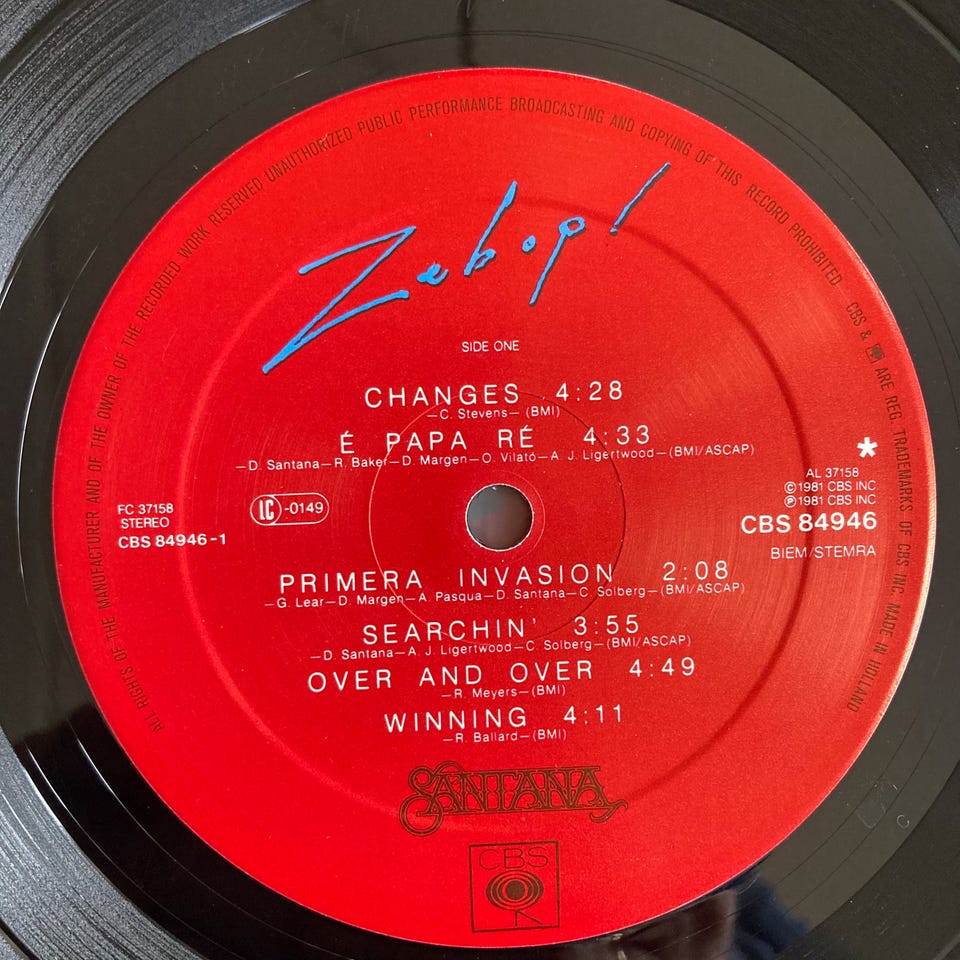 ALL RIGHTS OF THE MANUFACTURER AND OF THE OWNER OF THE RECORDED WORK RESERVED UNAUTHORIZED PUBLIC PERFORMANCE BROADCASTING AND COPYING OF THIS RECORD PROHIBITED CBS & ARE REG. TRADEMARKS OF CBS INC. MADE IN HOLLAND
Zebop!
SIDE ONE
CHANGES 4:28
—C. Stevens— (BMI)
É PAPA RÉ 4:33
—D. Santana—R. Baker—D. Margen—O. Vilato—A. J. Ligertwood—(BMI/ASCAP)
FC 37158
STEREO
CBS 84946-1
LC -0149
*
AL 37158
© 1981 CBS INC
℗ 1981 CBS INC
CBS 84946
BIEM/STEMRA
PRIMERA INVASION 2:08
—G. Lear—D. Margen—A. Pasqua—D. Santana—C. Solberg—(BMI/ASCAP)
SEARCHIN' 3:55
—D. Santana—A. J. Ligertwood—C. Solberg—(BMI/ASCAP)
OVER AND OVER 4:49
—R. Meyers—(BMI)
WINNING 4:11
—R. Ballard—(BMI)
SANTANA
CBS